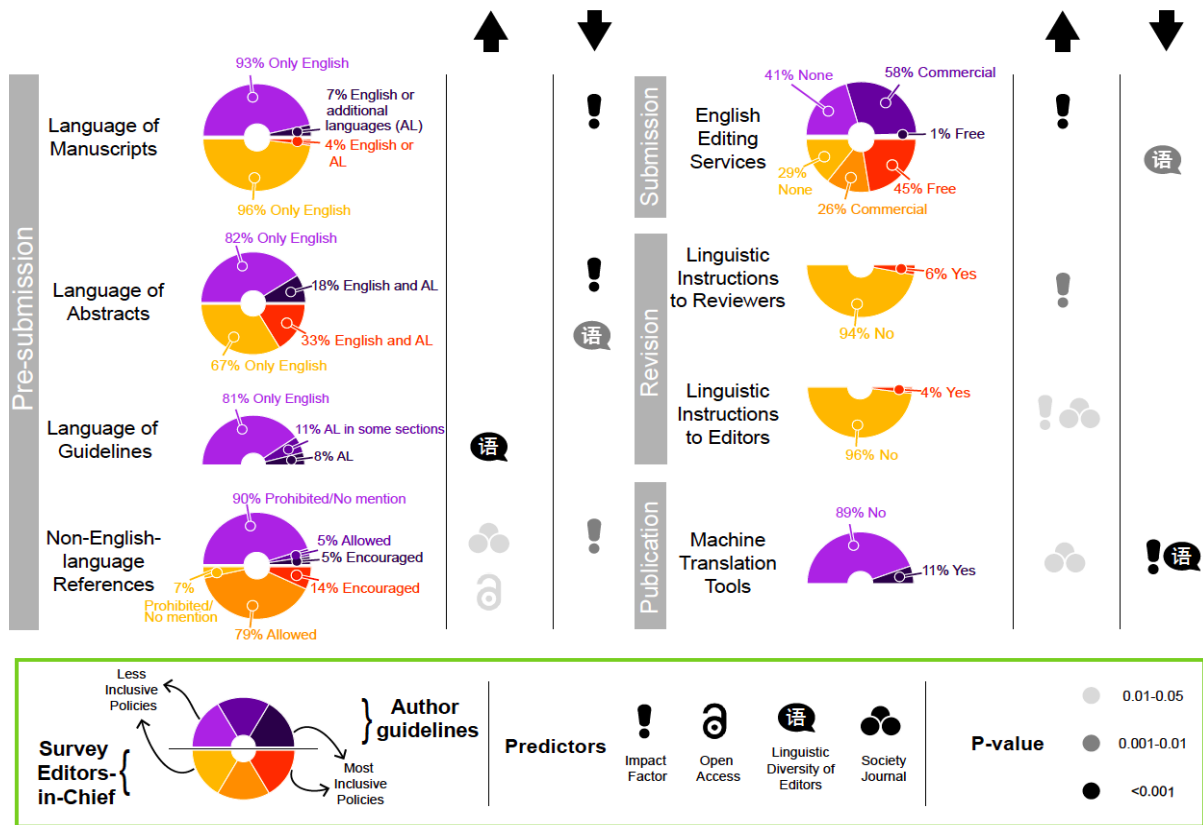 Pre-submission
Language of
Manuscripts
93% Only English
7% English or
additional
languages (AL)
4% English or
AL
96% Only English
Language of
Abstracts
82% Only English
18% English and AL
33% English and AL
67% Only English
Language of
Guidelines
81% Only English
11% AL in some sections
8% AL
语
Non-English-
language
References
90% Prohibited/No mention
5% Allowed
5% Encouraged
14% Encouraged
7%
Prohibited/
No mention
79% Allowed
语
Submission
English
Editing
Services
41% None
58% Commercial
1% Free
29%
None
45% Free
26% Commercial
语
Revision
Linguistic
Instructions
to Reviewers
6% Yes
94% No
Linguistic
Instructions
to Editors
4% Yes
96% No
Publication
Machine
Translation
Tools
89% No
11% Yes
语
Less
Inclusive
Policies
Survey
Editors-
in-Chief
Author
guidelines
Most
Inclusive
Policies
Predictors
Impact
Factor
Open
Access
语
Linguistic
Diversity of
Editors
Society
Journal
P-value
0.01-0.05
0.001-0.01
<0.001